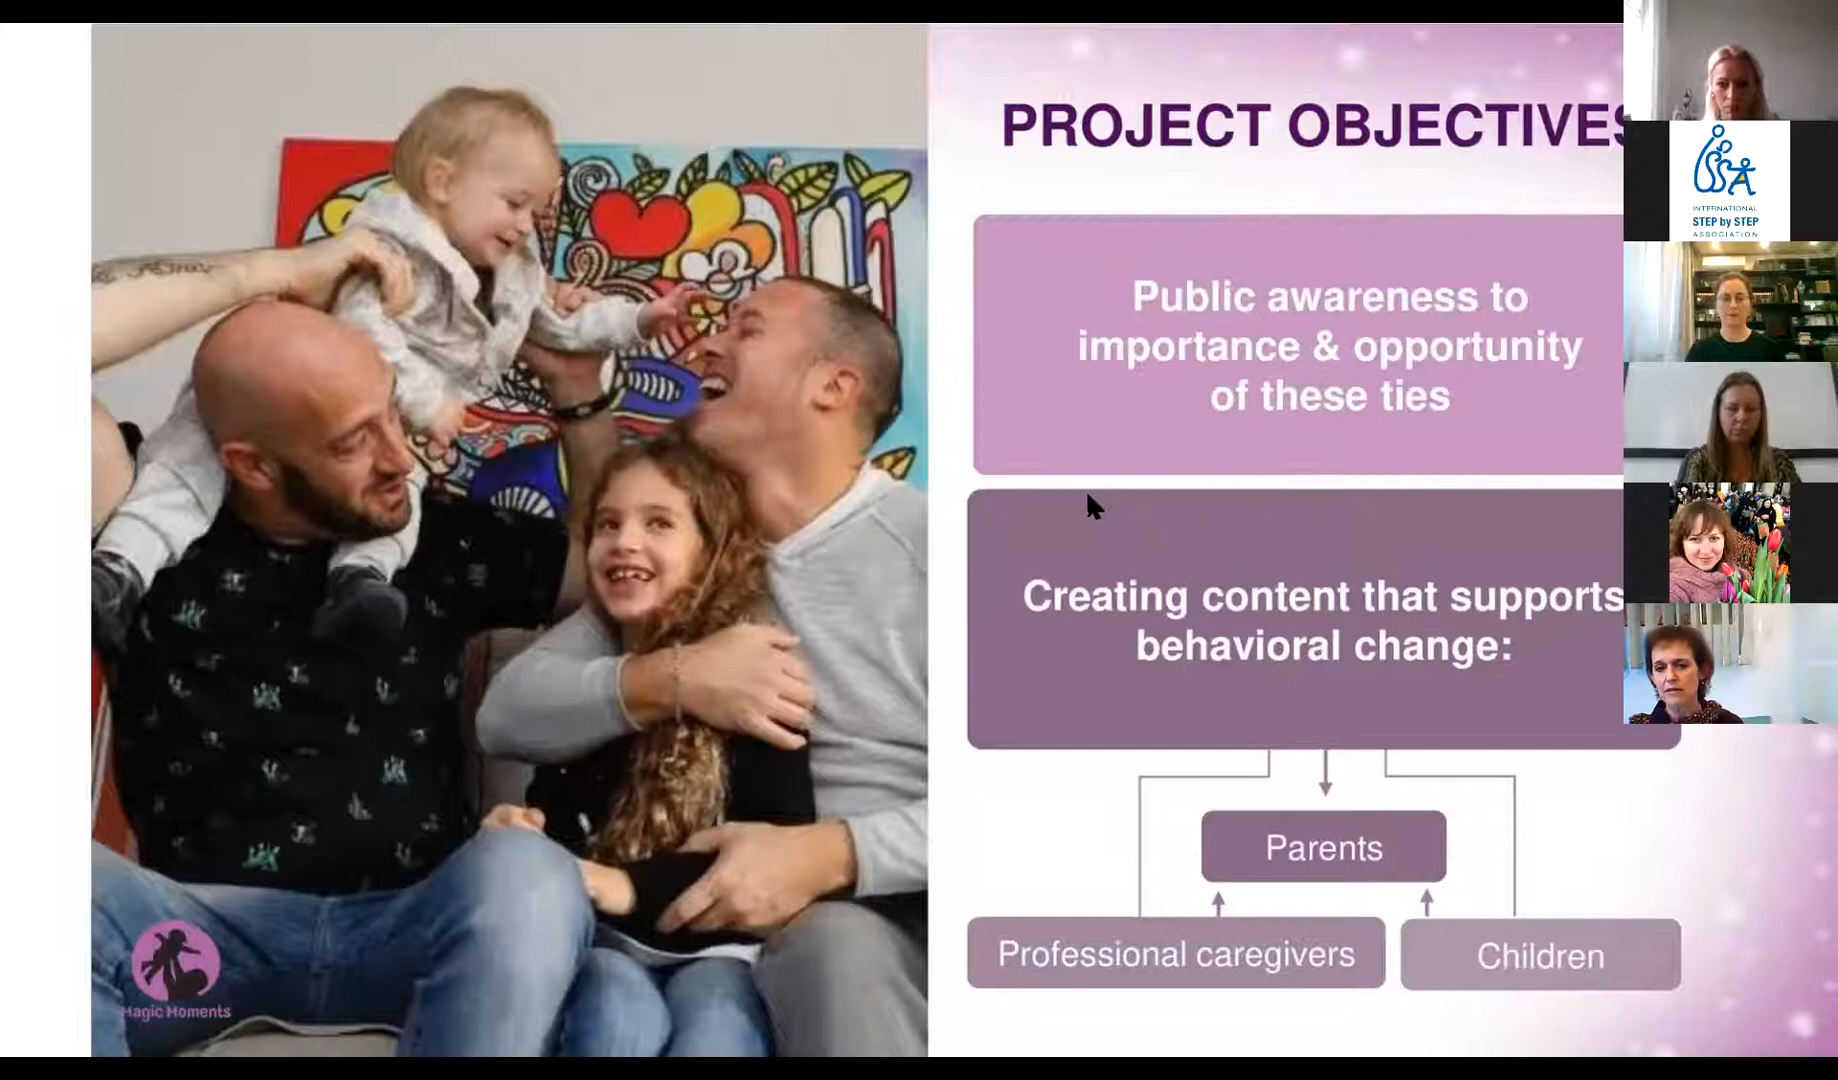 PROJECT OBJECTIVES
Public awareness to
importance & opportunity
of these ties
Creating content that supports
behavioral change:
Parents
Professional caregivers
Children
Magic Moments
INTERNATIONAL
STEP by STEP
ASSOCIATION